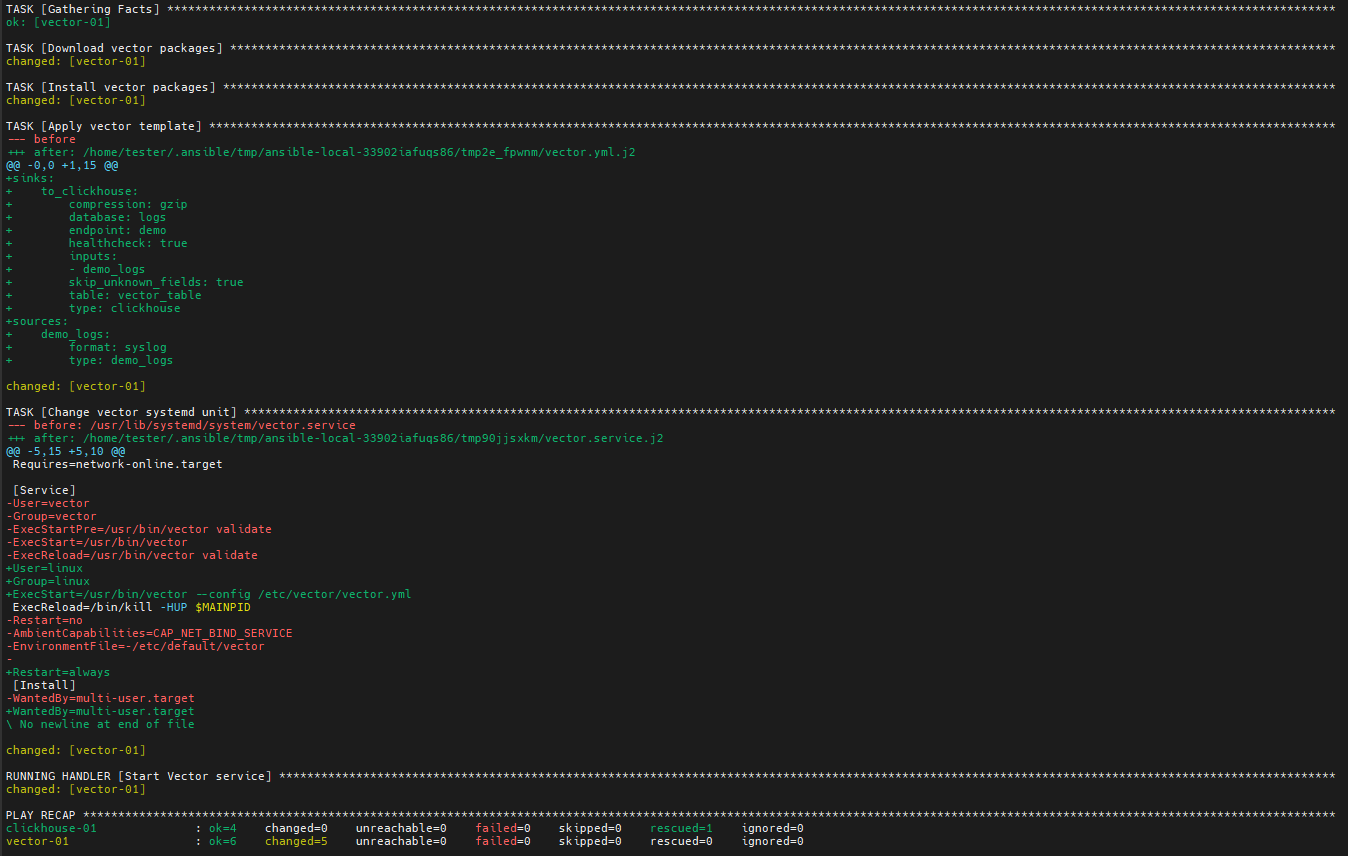 TASK [Gathering Facts] ***********************************************************************************************************************************************************************
ok: [vector-01]
TASK [Download vector packages] **************************************************************************************************************************************************************
changed: [vector-01]
TASK [Install vector packages] ***************************************************************************************************************************************************************
changed: [vector-01]
TASK [Apply vector template] *****************************************************************************************************************************************************************
--- before
+++ after: /home/tester/.ansible/tmp/ansible-local-33902iafuqs86/tmp2e_fpwnm/vector.yml.j2
@@ -0,0 +1,15 @@
+sinks:
+    to_clickhouse:
+        compression: gzip
+        database: logs
+        endpoint: demo
+        healthcheck: true
+        inputs:
+        - demo_logs
+        skip_unknown_fields: true
+        table: vector_table
+        type: clickhouse
+sources:
+    demo_logs:
+        format: syslog
+        type: demo_logs
changed: [vector-01]
TASK [Change vector systemd unit] ************************************************************************************************************************************************************
--- before: /usr/lib/systemd/system/vector.service
+++ after: /home/tester/.ansible/tmp/ansible-local-33902iafuqs86/tmp90jjsxkm/vector.service.j2
@@ -5,15 +5,10 @@
 Requires=network-online.target
 [Service]
-User=vector
-Group=vector
-ExecStartPre=/usr/bin/vector validate
-ExecStart=/usr/bin/vector
-ExecReload=/usr/bin/vector validate
+User=linux
+Group=linux
+ExecStart=/usr/bin/vector --config /etc/vector/vector.yml
 ExecReload=/bin/kill -HUP $MAINPID
-Restart=no
-AmbientCapabilities=CAP_NET_BIND_SERVICE
-EnvironmentFile=-/etc/default/vector
-
+Restart=always
 [Install]
-WantedBy=multi-user.target
+WantedBy=multi-user.target
\ No newline at end of file
changed: [vector-01]
RUNNING HANDLER [Start Vector service] *******************************************************************************************************************************************************
changed: [vector-01]
PLAY RECAP ***********************************************************************************************************************************************************************************
clickhouse-01              : ok=4    changed=0    unreachable=0    failed=0    skipped=0    rescued=1    ignored=0
vector-01                  : ok=6    changed=5    unreachable=0    failed=0    skipped=0    rescued=0    ignored=0